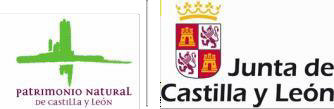 PATRIMONIO NATURAL
DE CASTILLA Y LEÓN
Junta de
Castilla y León